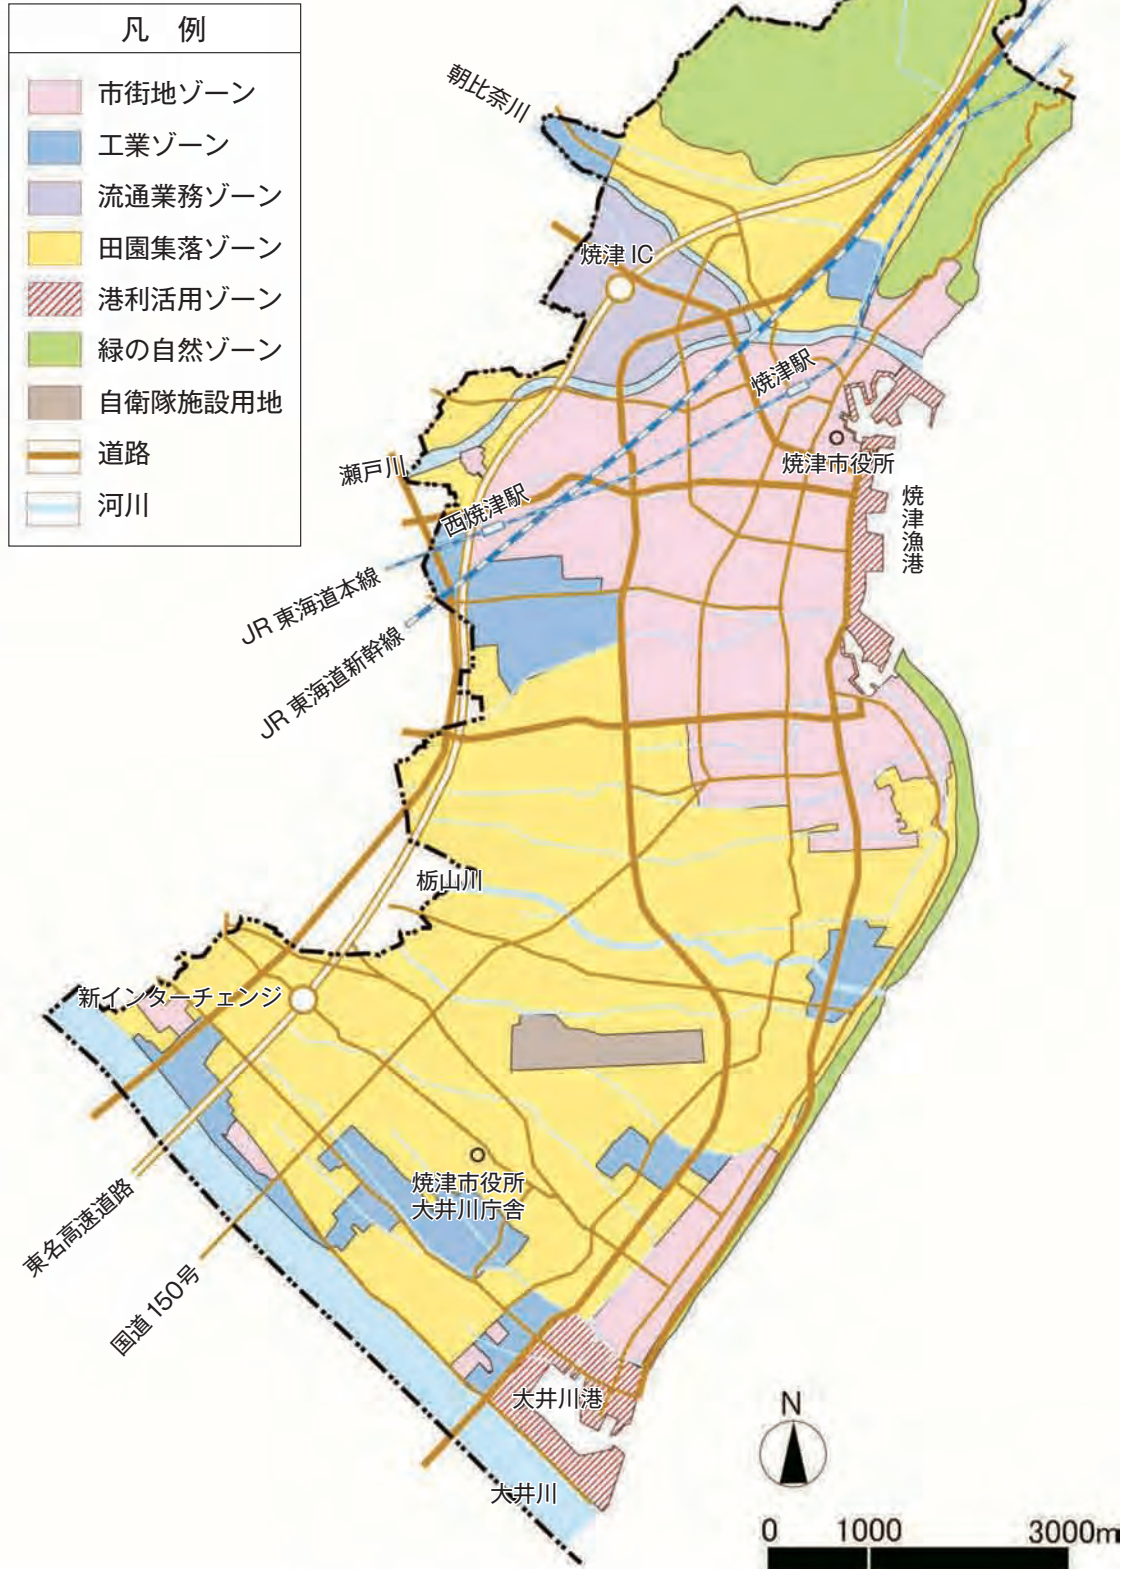 凡 例
市街地ゾーン
工業ゾーン
流通業務ゾーン
田園集落ゾーン
港利活用ゾーン
緑の自然ゾーン
自衛隊施設用地
道路
河川
朝比奈川
焼津 IC
焼津駅
焼津市役所
瀬戸川
西焼津駅
焼津漁港
JR 東海道本線
JR 東海道新幹線
栃山川
新インターチェンジ
焼津市役所
大井川庁舎
東名高速道路
国道 150号
大井川港
大井川
N
0 1000 3000m